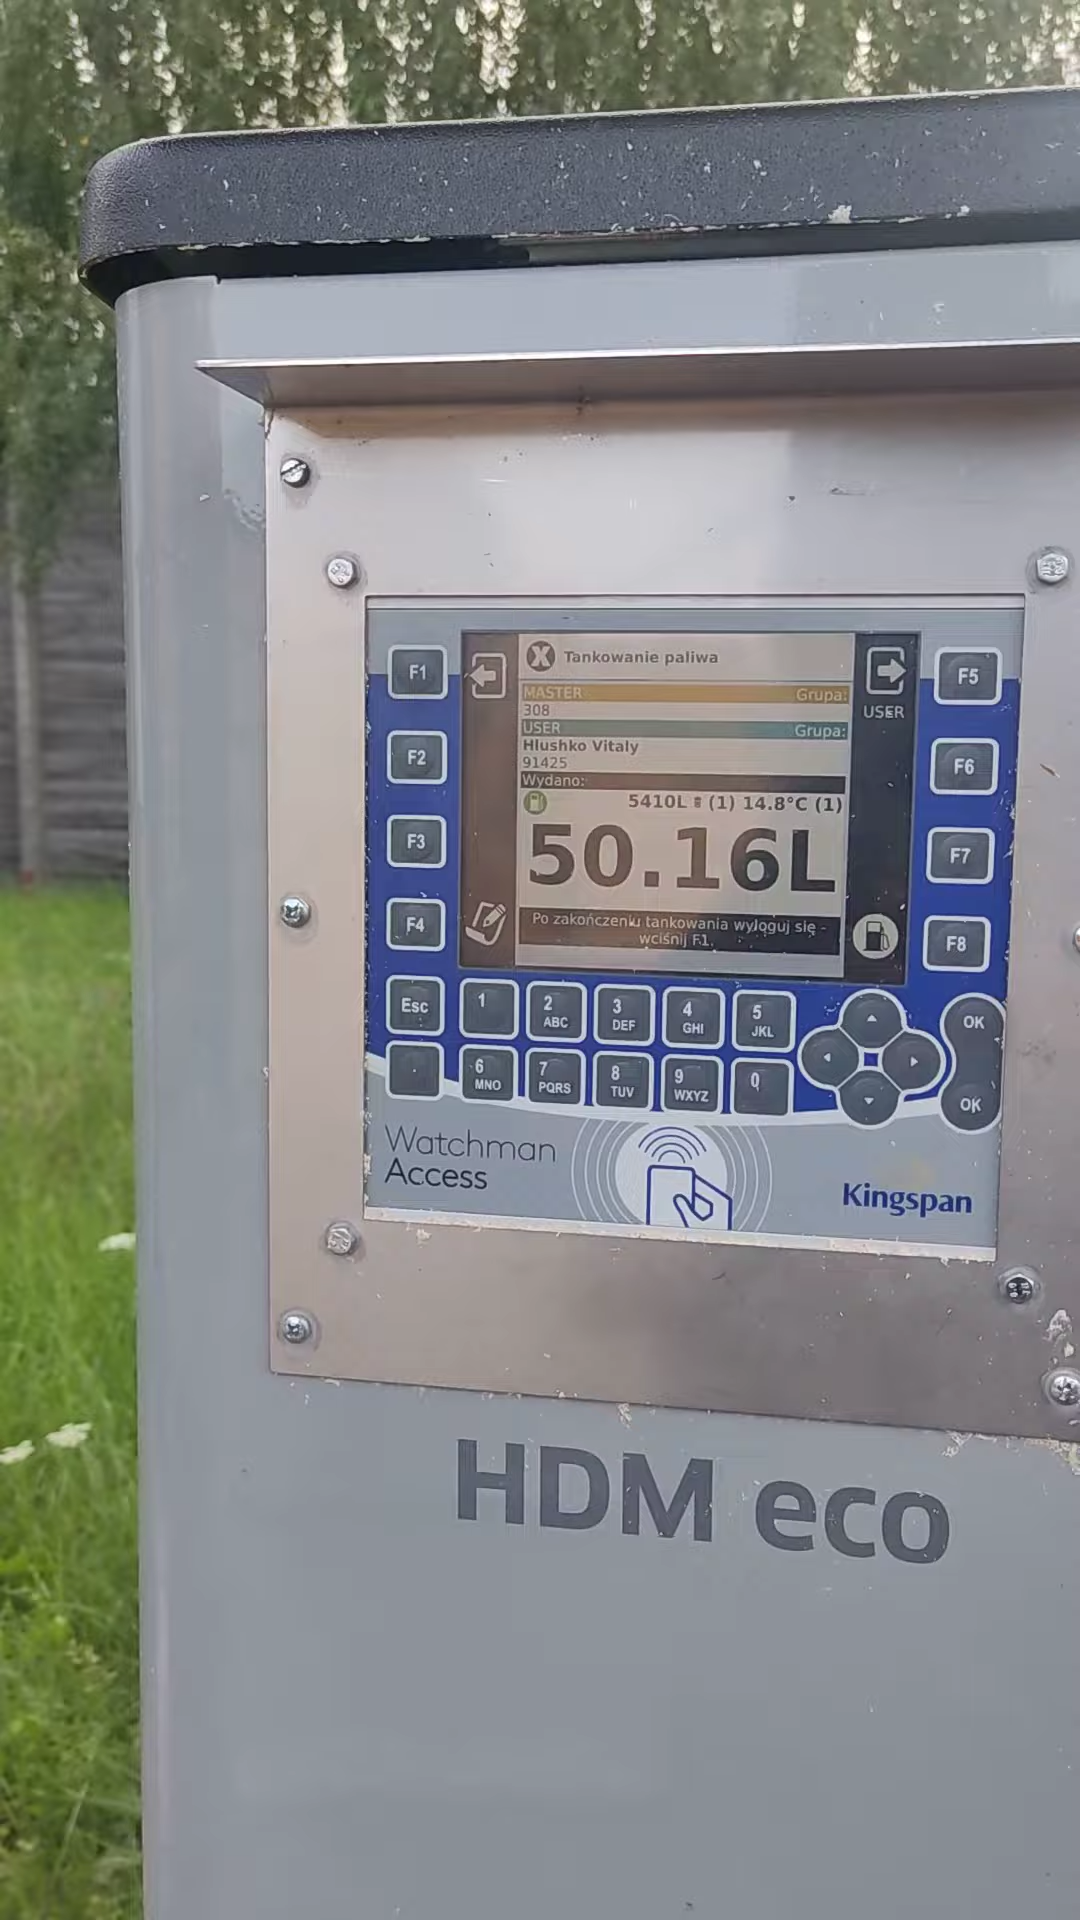 Tankowanie paliwa
MASTER Grupa:
308
USER Grupa:
Hlushko Vitaly
91425
Wydano:
5410L (1) 14.8°C (1)
50.16L
Po zakończeniu tankowania wyloguj się -
wciśnij F1.
USER
F1
F2
F3
F4
F5
F6
F7
F8
Esc 1 2 ABC 3 DEF 4 GHI 5 JKL
. 6 MNO 7 PQRS 8 TUV 9 WXYZ 0
OK
OK
Watchman
Access
Kingspan
HDM eco